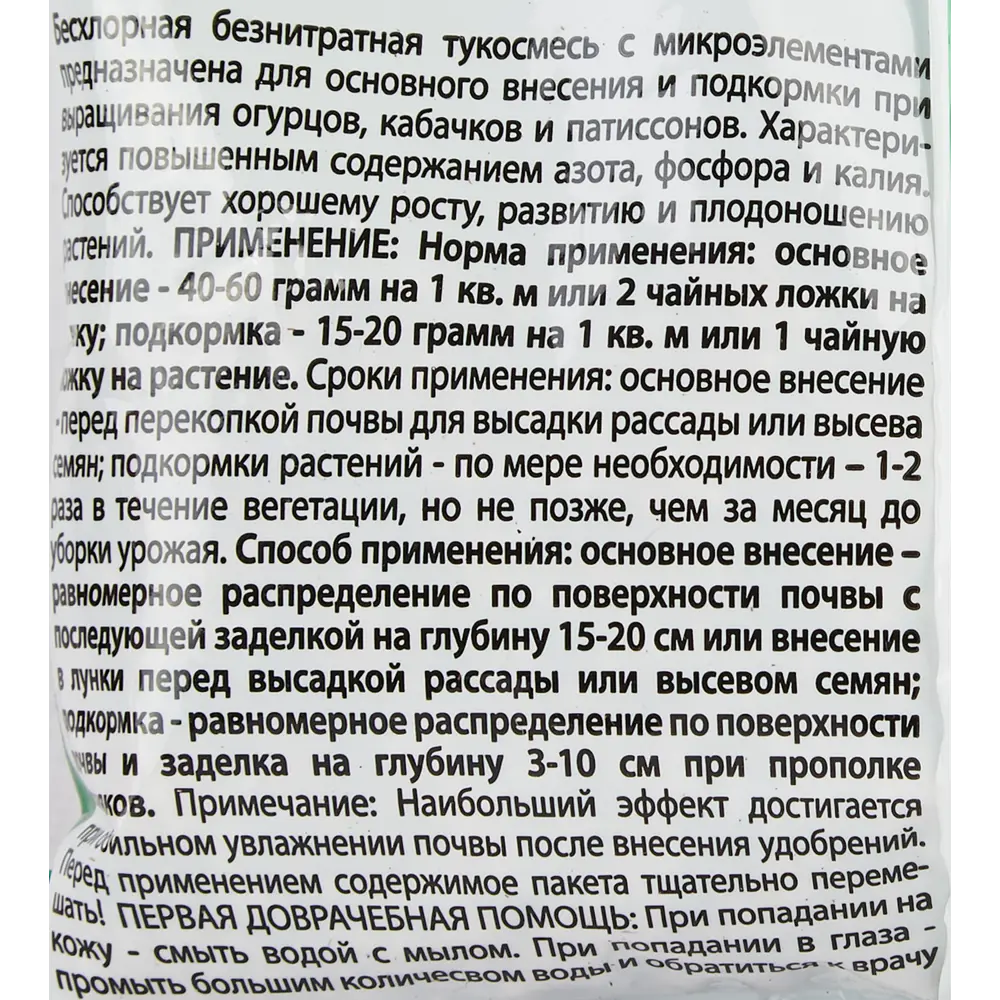 Бесхлорная безнитратная тукосмесь с микроэлементами
предназначена для основного внесения и подкормки при
выращивания огурцов, кабачков и патиссонов. Характери-
зуется повышенным содержанием азота, фосфора и калия.
Способствует хорошему росту, развитию и плодоношению
растений. ПРИМЕНЕНИЕ: Норма применения: основное
несение - 40-60 грамм на 1 кв. м или 2 чайных ложки на
ку; подкормка - 15-20 грамм на 1 кв. м или 1 чайную
ложку на растение. Сроки применения: основное внесение
-перед перекопкой почвы для высадки рассады или высева
семян; подкормки растений - по мере необходимости – 1-2
раза в течение вегетации, но не позже, чем за месяц до
уборки урожая. Способ применения: основное внесение –
равномерное распределение по поверхности почвы с
последующей заделкой на глубину 15-20 см или внесение
в лунки перед высадкой рассады или высевом семян;
подкормка - равномерное распределение по поверхности
чвы и заделка на глубину 3-10 см при прополке
ков. Примечание: Наибольший эффект достигается
при обильном увлажнении почвы после внесения удобрений.
Перед применением содержимое пакета тщательно переме-
шать! ПЕРВАЯ ДОВРАЧЕБНАЯ ПОМОЩЬ: При попадании на
кожу - смыть водой с мылом. При попадании в глаза -
промыть большим количесвом воды и обратиться к врачу